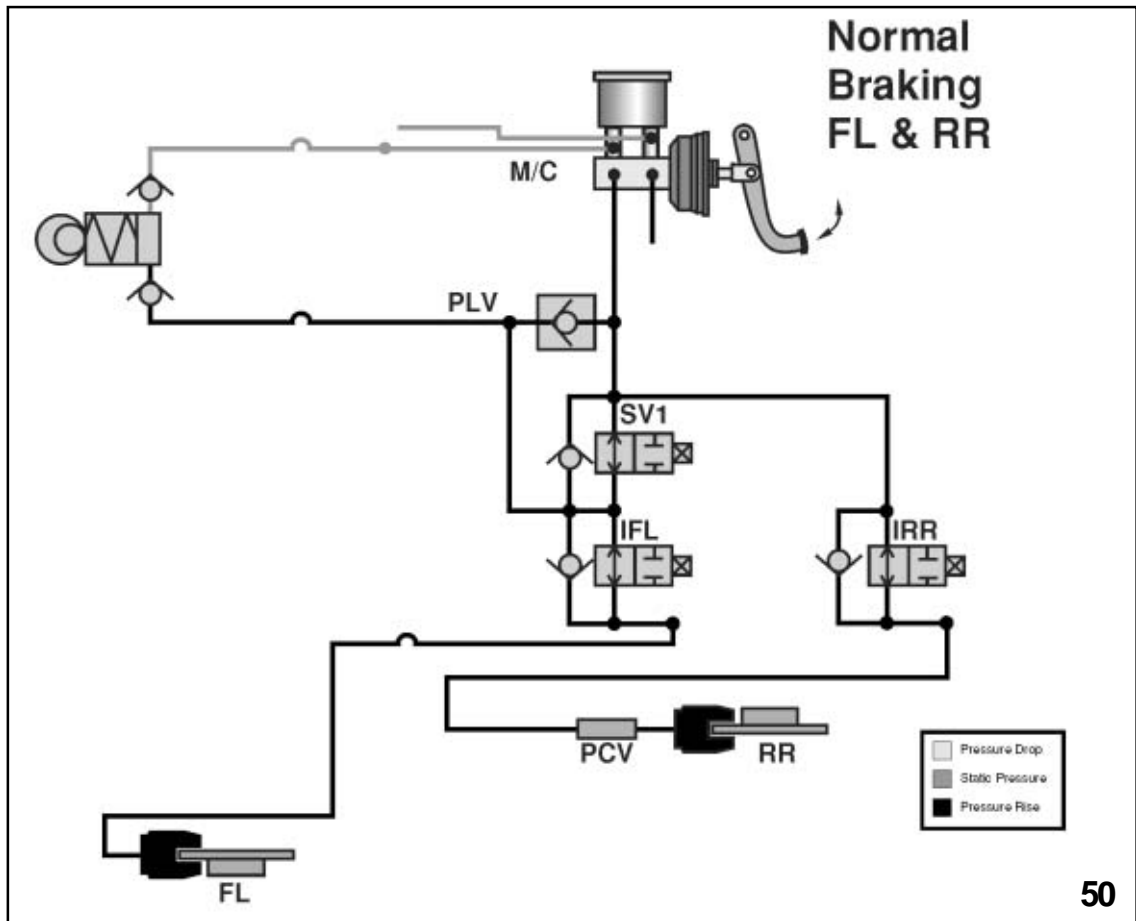 Normal
Braking
FL & RR
M/C
PLV
SV1
IFL
IRR
PCV
RR
FL
Pressure Drop
Static Pressure
Pressure Rise
50